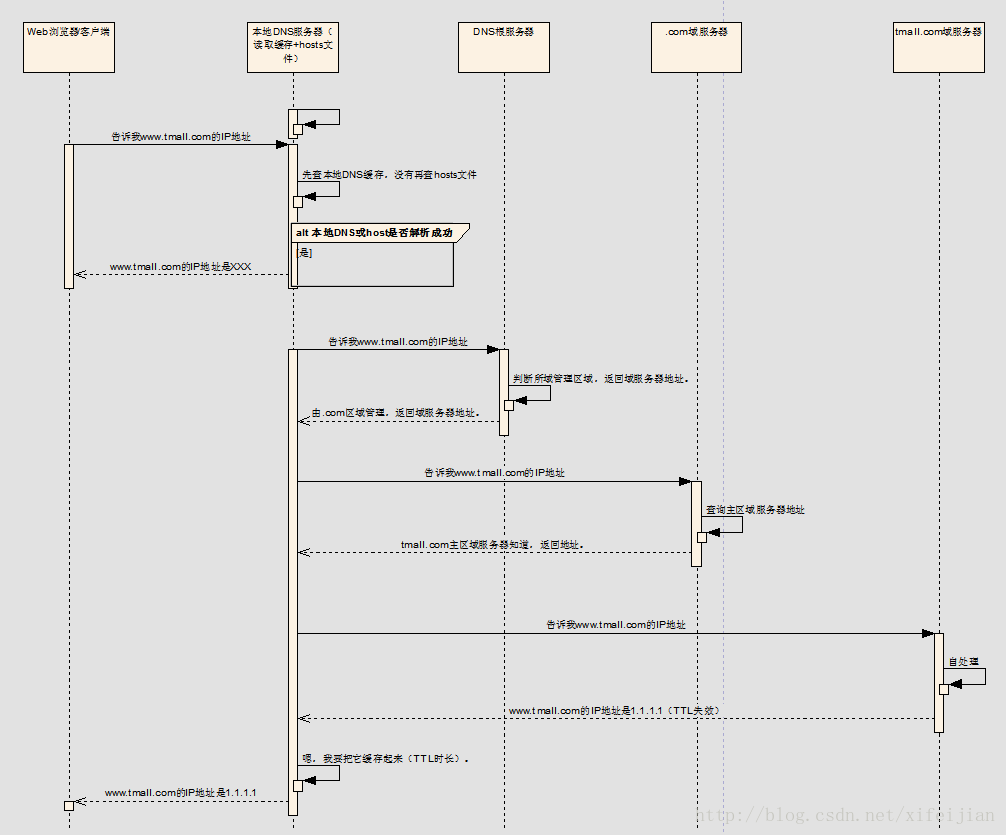 Web浏览器/客户端
本地DNS服务器（
读取缓存+hosts文
件）
DNS根服务器
.com域服务器
tmall.com域服务器
告诉我www.tmall.com的IP地址
先查本地DNS缓存，没有再查hosts文件
alt 本地DNS或host是否解析成功
[是]
www.tmall.com的IP地址是XXX
告诉我www.tmall.com的IP地址
判断所域管理区域，返回域服务器地址。
由.com区域管理，返回域服务器地址。
告诉我www.tmall.com的IP地址
查询主区域服务器地址
tmall.com主区域服务器知道，返回地址。
告诉我www.tmall.com的IP地址
自处理
www.tmall.com的IP地址是1.1.1.1（TTL失效）
嗯，我要把它缓存起来（TTL时长）。
www.tmall.com的IP地址是1.1.1.1
http://blog.csdn.net/xifeijian